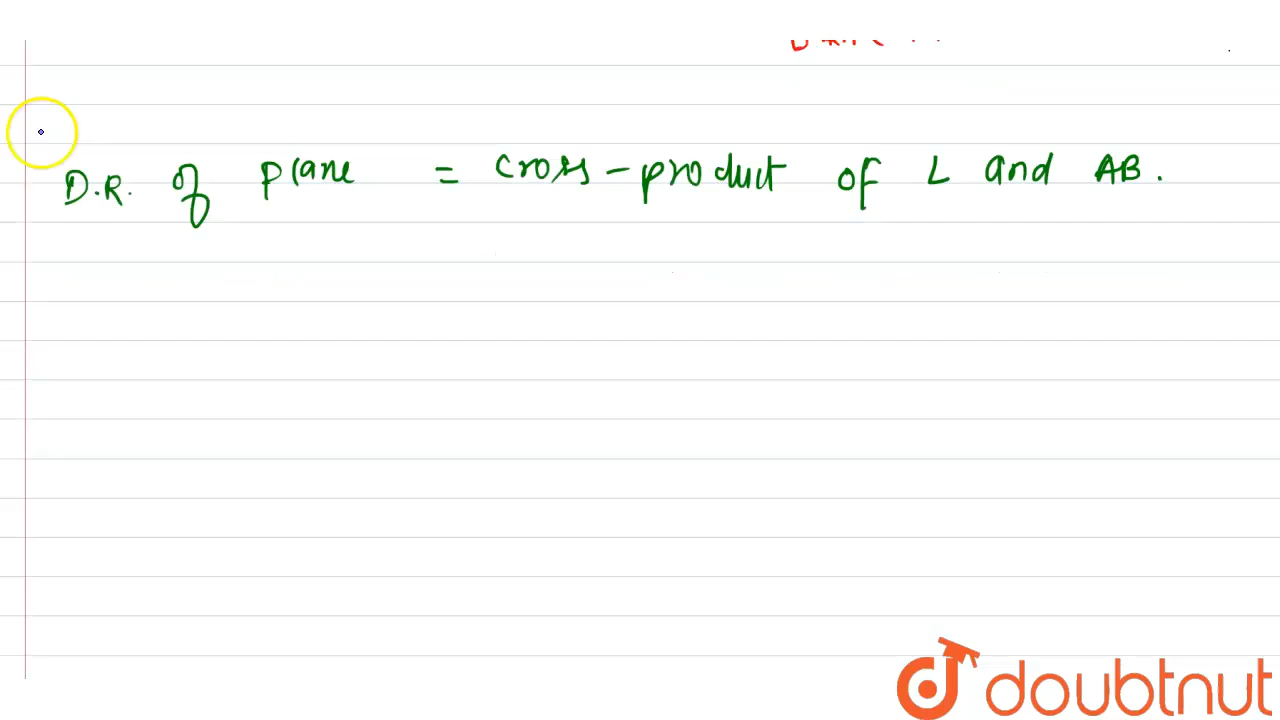 D.R. of plane = cross-product of L and AB.
doubtnut